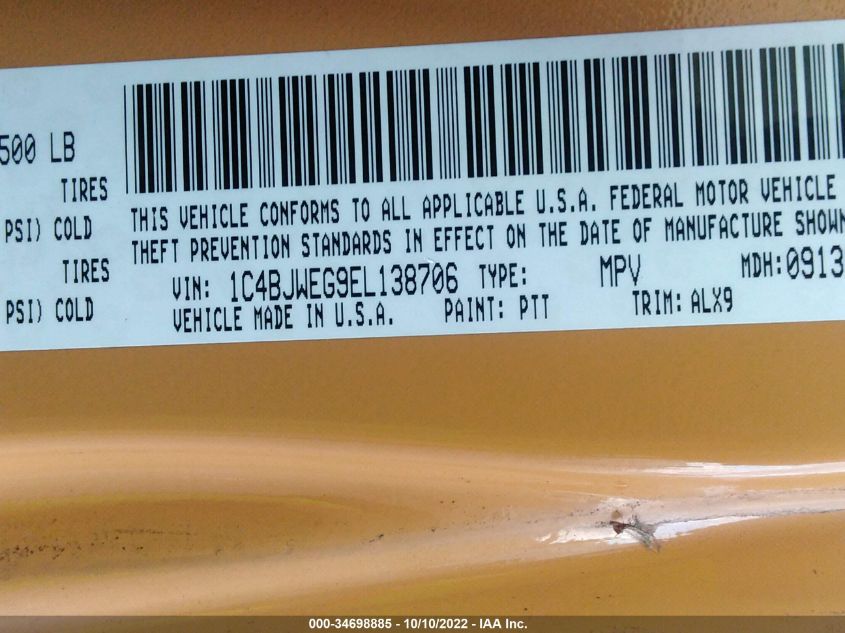 500 LB
TIRES
PSI) COLD
TIRES
PSI) COLD
THIS VEHICLE CONFORMS TO ALL APPLICABLE U.S.A. FEDERAL MOTOR VEHICLE
THEFT PREVENTION STANDARDS IN EFFECT ON THE DATE OF MANUFACTURE SHOWN
VIN: 1C4BJWEG9EL138706 TYPE: MPV MDH: 0913
VEHICLE MADE IN U.S.A. PAINT: PTT TRIM: ALX9
000-34698885 - 10/10/2022 - IAA Inc.